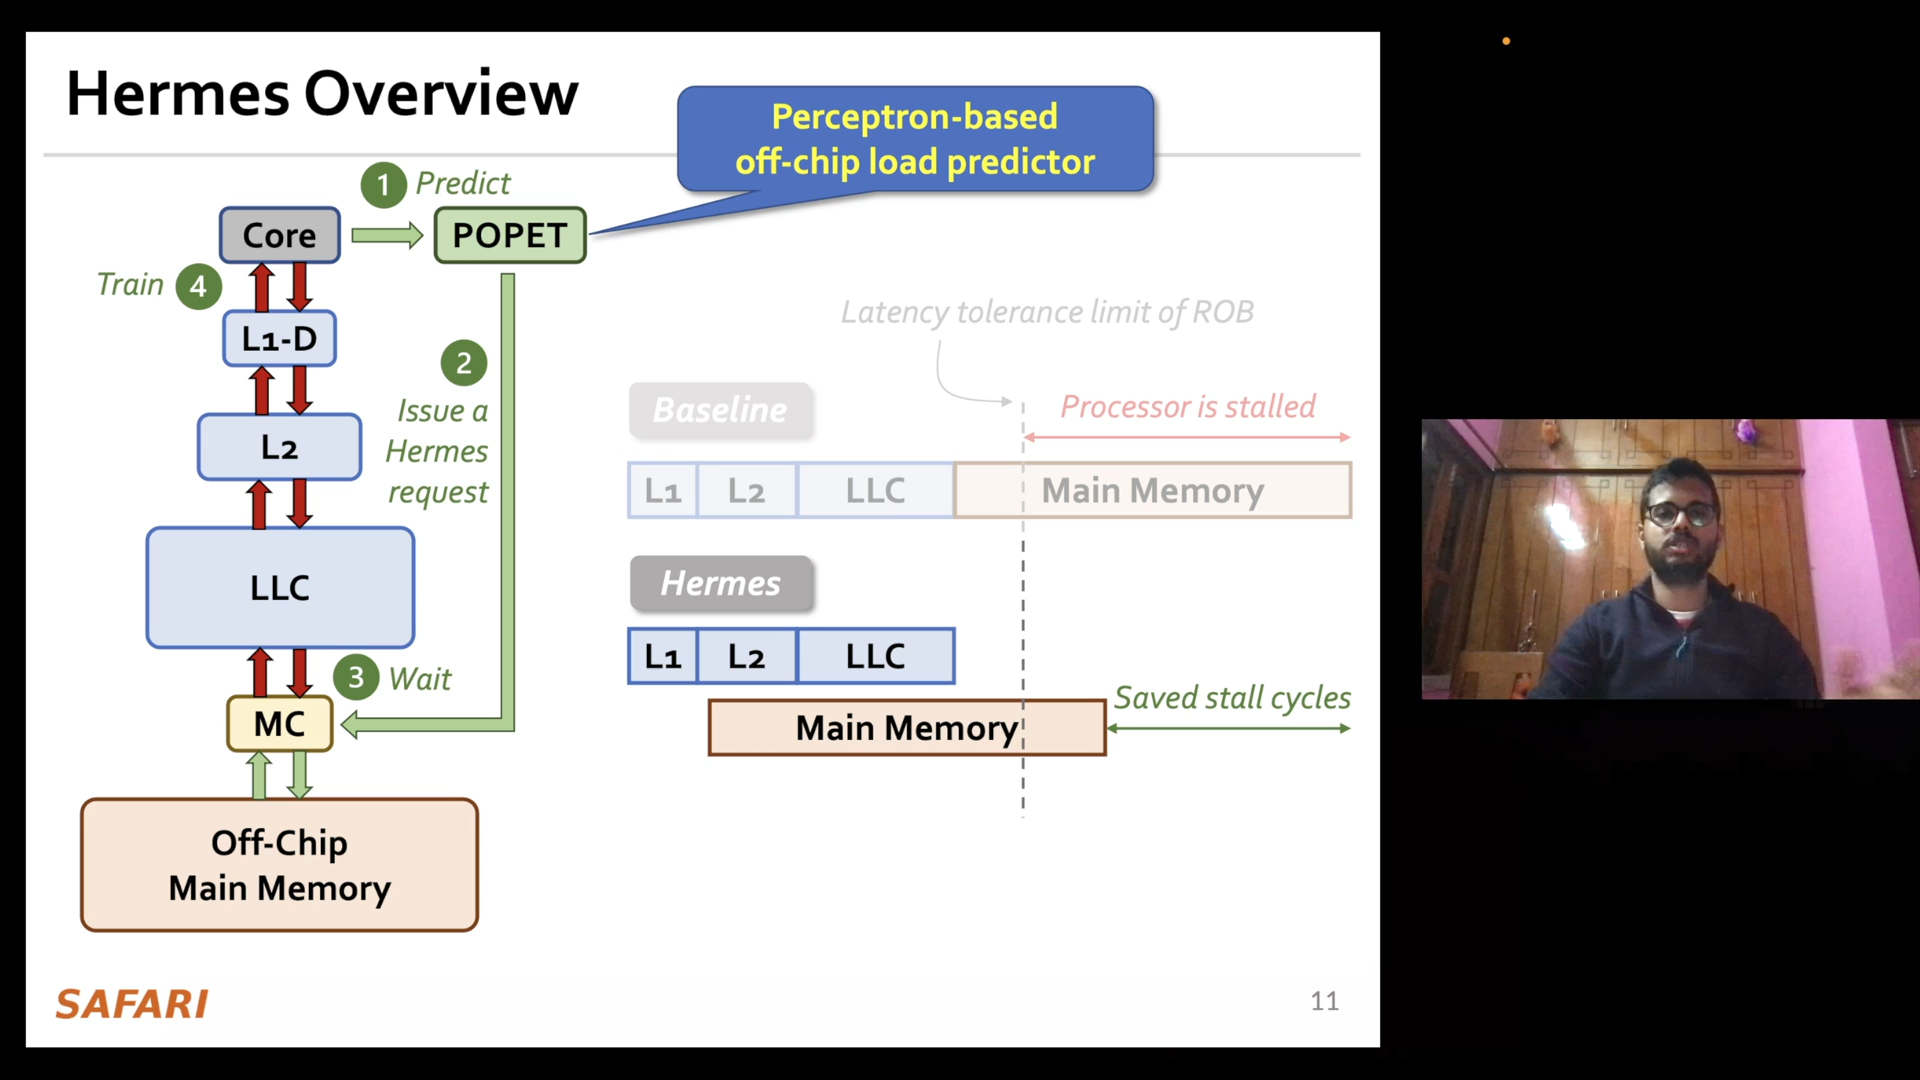 Hermes Overview
Perceptron-based
off-chip load predictor
1 Predict
Core
POPET
Train 4
L1-D
2
Issue a
Hermes
request
L2
LLC
3 Wait
MC
Off-Chip
Main Memory
Latency tolerance limit of ROB
Baseline
Processor is stalled
L1 L2 LLC Main Memory
Hermes
L1 L2 LLC
Saved stall cycles
Main Memory
SAFARI
11